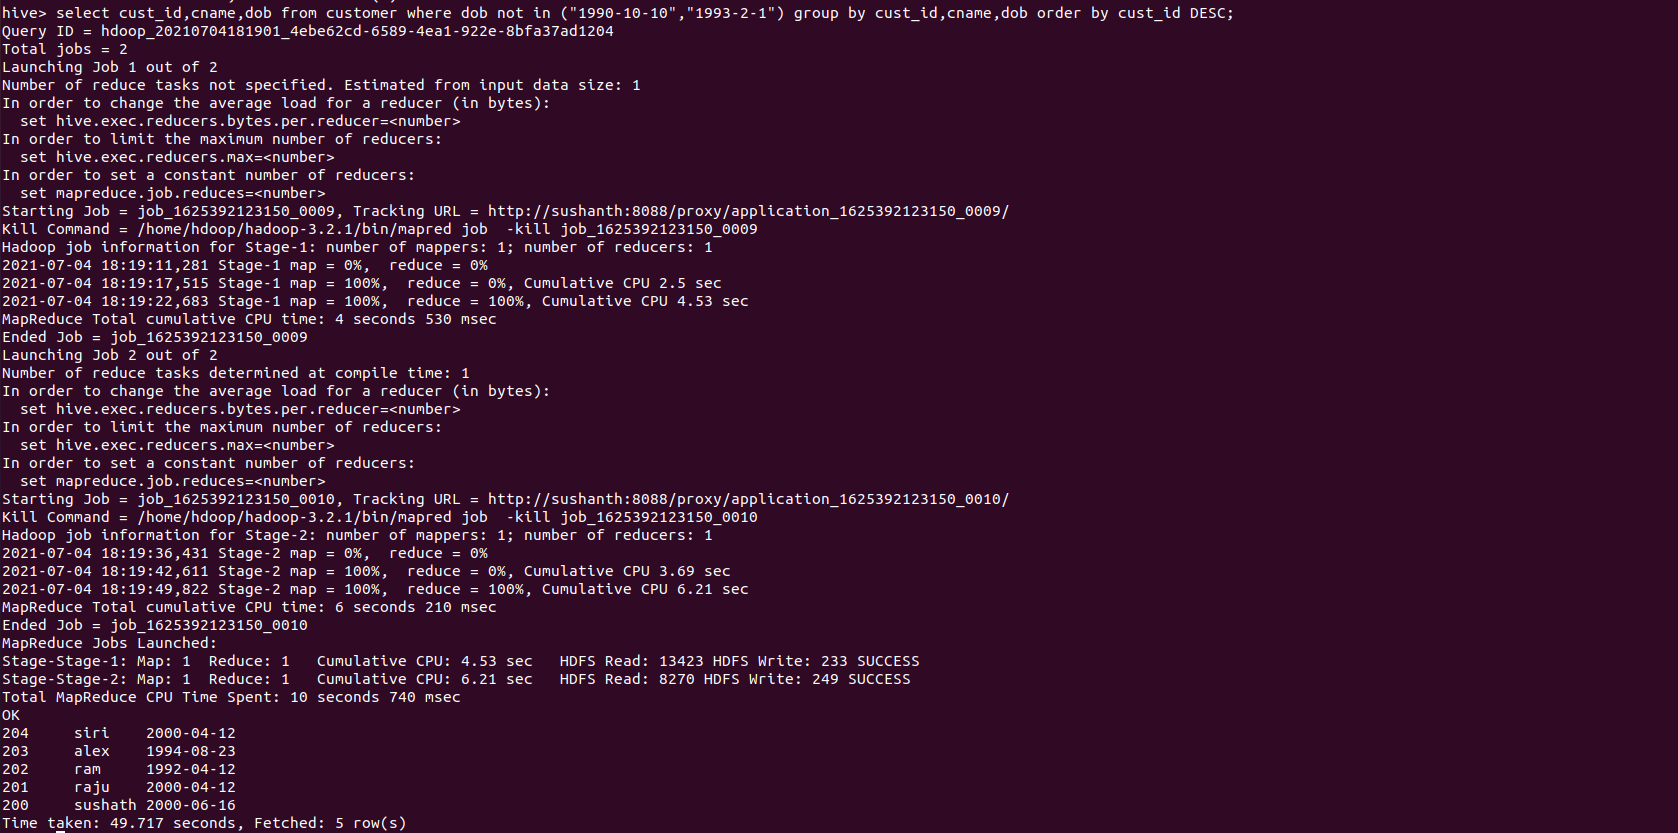 hive> select cust_id,cname,dob from customer where dob not in ("1990-10-10","1993-2-1") group by cust_id,cname,dob order by cust_id DESC;
Query ID = hdoop_20210704181901_4ebe62cd-6589-4ea1-922e-8bfa37ad1204
Total jobs = 2
Launching Job 1 out of 2
Number of reduce tasks not specified. Estimated from input data size: 1
In order to change the average load for a reducer (in bytes):
  set hive.exec.reducers.bytes.per.reducer=<number>
In order to limit the maximum number of reducers:
  set hive.exec.reducers.max=<number>
In order to set a constant number of reducers:
  set mapreduce.job.reduces=<number>
Starting Job = job_1625392123150_0009, Tracking URL = http://sushanth:8088/proxy/application_1625392123150_0009/
Kill Command = /home/hdoop/hadoop-3.2.1/bin/mapred job  -kill job_1625392123150_0009
Hadoop job information for Stage-1: number of mappers: 1; number of reducers: 1
2021-07-04 18:19:11,281 Stage-1 map = 0%,  reduce = 0%
2021-07-04 18:19:17,515 Stage-1 map = 100%,  reduce = 0%, Cumulative CPU 2.5 sec
2021-07-04 18:19:22,683 Stage-1 map = 100%,  reduce = 100%, Cumulative CPU 4.53 sec
MapReduce Total cumulative CPU time: 4 seconds 530 msec
Ended Job = job_1625392123150_0009
Launching Job 2 out of 2
Number of reduce tasks determined at compile time: 1
In order to change the average load for a reducer (in bytes):
  set hive.exec.reducers.bytes.per.reducer=<number>
In order to limit the maximum number of reducers:
  set hive.exec.reducers.max=<number>
In order to set a constant number of reducers:
  set mapreduce.job.reduces=<number>
Starting Job = job_1625392123150_0010, Tracking URL = http://sushanth:8088/proxy/application_1625392123150_0010/
Kill Command = /home/hdoop/hadoop-3.2.1/bin/mapred job  -kill job_1625392123150_0010
Hadoop job information for Stage-2: number of mappers: 1; number of reducers: 1
2021-07-04 18:19:36,431 Stage-2 map = 0%,  reduce = 0%
2021-07-04 18:19:42,611 Stage-2 map = 100%,  reduce = 0%, Cumulative CPU 3.69 sec
2021-07-04 18:19:49,822 Stage-2 map = 100%,  reduce = 100%, Cumulative CPU 6.21 sec
MapReduce Total cumulative CPU time: 6 seconds 210 msec
Ended Job = job_1625392123150_0010
MapReduce Jobs Launched:
Stage-Stage-1: Map: 1  Reduce: 1   Cumulative CPU: 4.53 sec   HDFS Read: 13423 HDFS Write: 233 SUCCESS
Stage-Stage-2: Map: 1  Reduce: 1   Cumulative CPU: 6.21 sec   HDFS Read: 8270 HDFS Write: 249 SUCCESS
Total MapReduce CPU Time Spent: 10 seconds 740 msec
OK
204     siri    2000-04-12
203     alex    1994-08-23
202     ram     1992-04-12
201     raju    2000-04-12
200     sushath 2000-06-16
Time taken: 49.717 seconds, Fetched: 5 row(s)